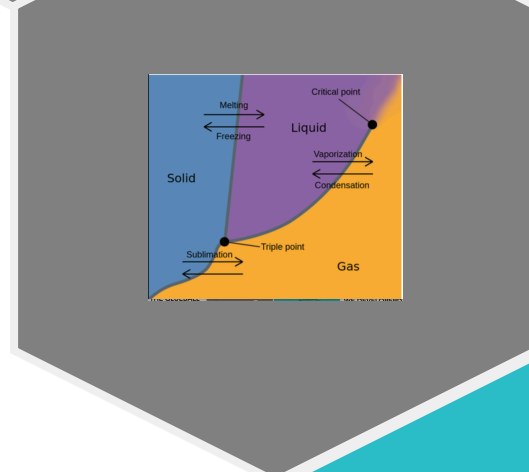 Critical point
Melting
Liquid
Freezing
Vaporization
Solid
Condensation
Triple point
Sublimation
Gas